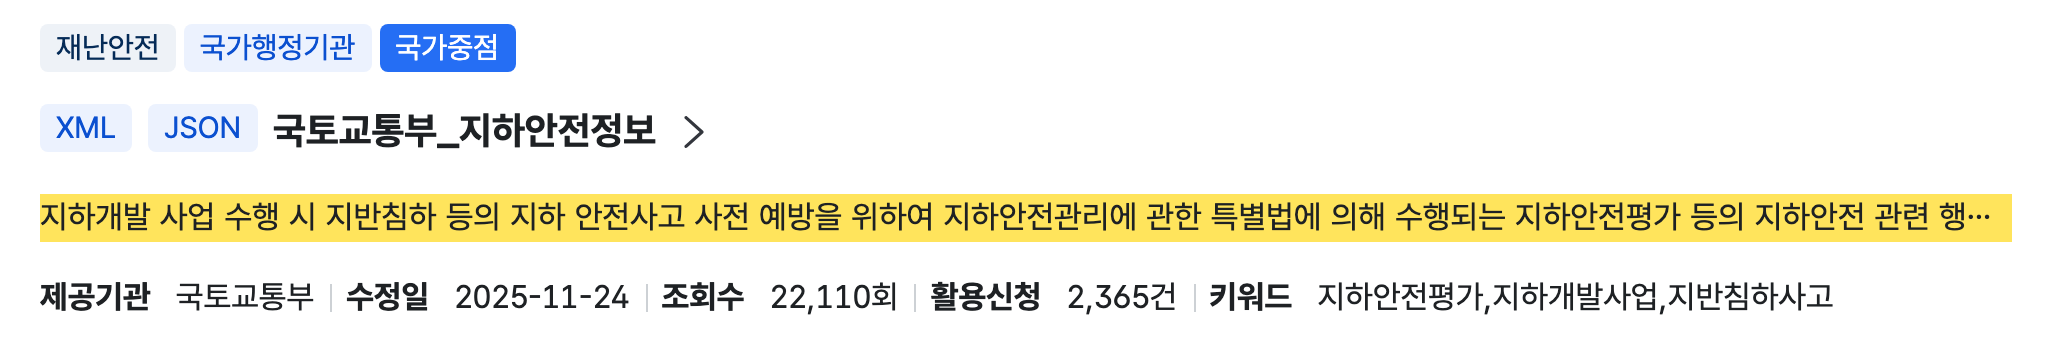 재난안전 국가행정기관 국가중점
XML JSON 국토교통부_지하안전정보 >
지하개발 사업 수행 시 지반침하 등의 지하 안전사고 사전 예방을 위하여 지하안전관리에 관한 특별법에 의해 수행되는 지하안전평가 등의 지하안전 관련 행…
제공기관 국토교통부 | 수정일 2025-11-24 | 조회수 22,110회 | 활용신청 2,365건 | 키워드 지하안전평가,지하개발사업,지반침하사고